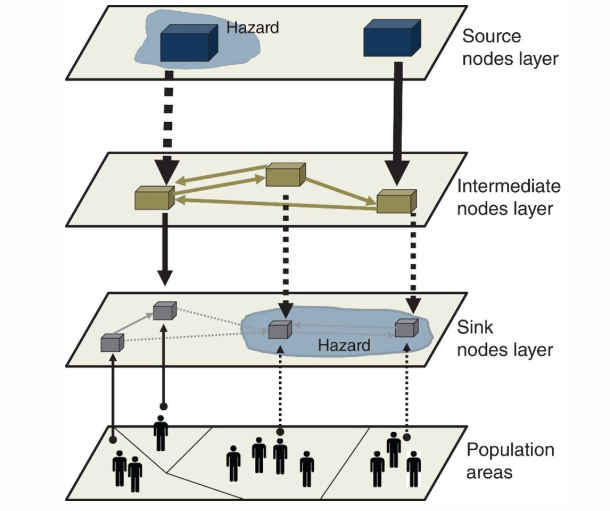 Hazard
Source
nodes layer
Intermediate
nodes layer
Hazard
Sink
nodes layer
Population
areas